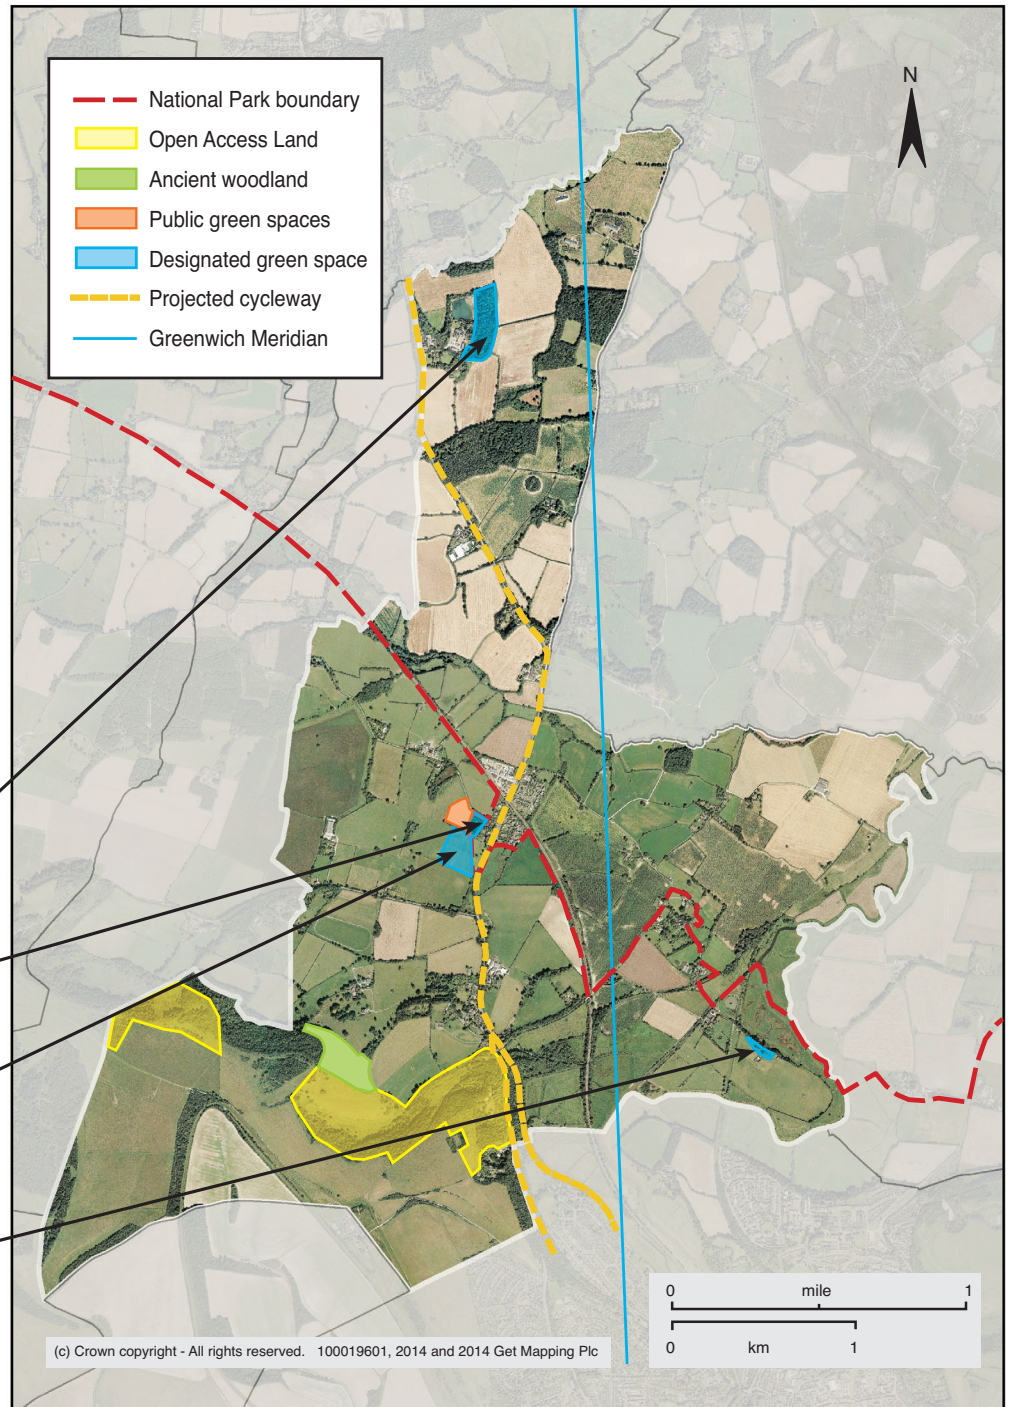 National Park boundary
Open Access Land
Ancient woodland
Public green spaces
Designated green space
Projected cycleway
Greenwich Meridian
N
0 mile 1
0 km 1
(c) Crown copyright - All rights reserved. 100019601, 2014 and 2014 Get Mapping Plc